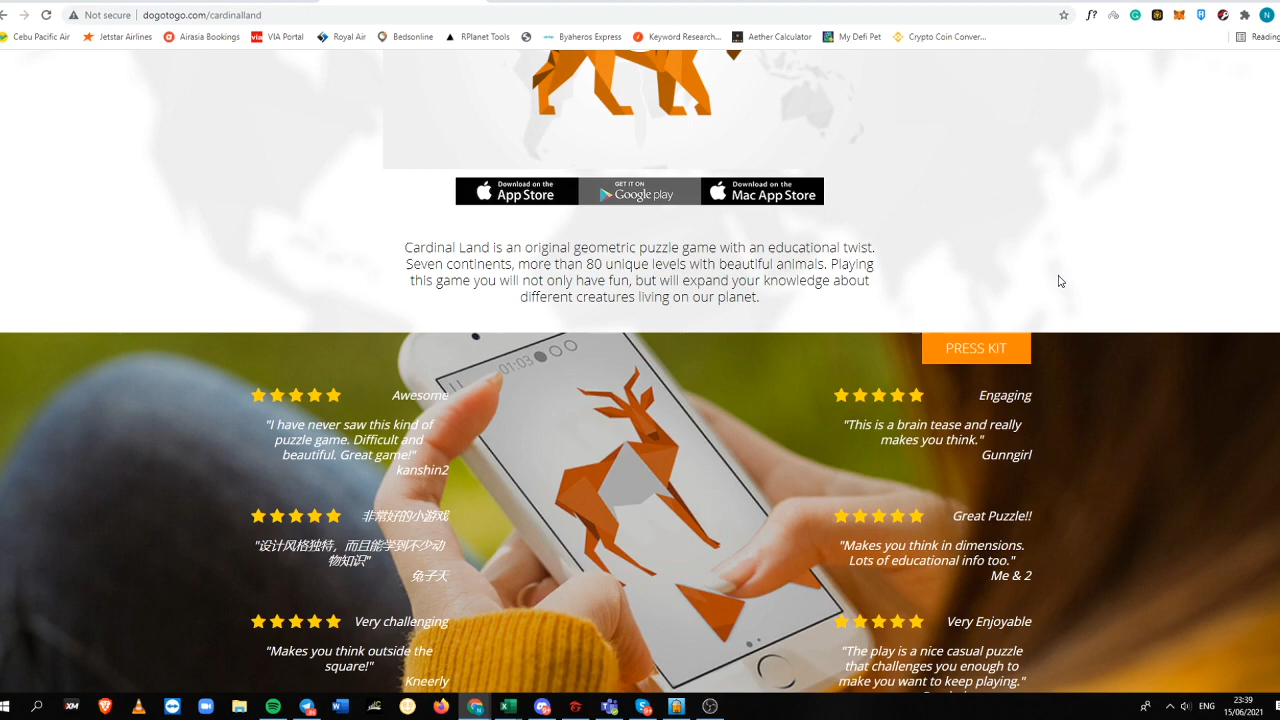 Not secure
dogotogo.com/cardinalland
Cebu Pacific Air
Jetstar Airlines
Airasia Bookings
VIA Portal
Royal Air
Bedsonline
RPlanet Tools
Byaheros Express
Keyword Research...
Aether Calculator
My Defi Pet
Crypto Coin Conver...
Reading
Download on the
App Store
GET IT ON
Google play
Download on the
Mac App Store
Cardinal Land is an original geometric puzzle game with an educational twist.
Seven continents, more than 80 unique levels with beautiful animals. Playing
this game you will not only have fun, but will expand your knowledge about
different creatures living on our planet.
PRESS KIT
01:03
Awesome
"I have never saw this kind of
puzzle game. Difficult and
beautiful. Great game!"
kanshin2
Engaging
"This is a brain tease and really
makes you think."
Gunngirl
非常好的小游戏
"设计风格独特，而且能学到不少动
物知识"
兔子天
Great Puzzle!!
"Makes you think in dimensions.
Lots of educational info too."
Me & 2
Very challenging
"Makes you think outside the
square!"
Kneerly
Very Enjoyable
"The play is a nice casual puzzle
that challenges you enough to
make you want to keep playing."
ENG
23:39
15/06/2021